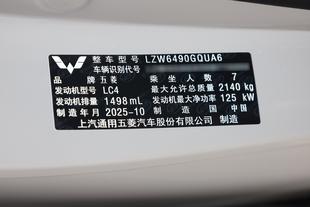 整车型号 LZW6490GQUA6
车辆识别代号
品牌 五菱 乘坐人数 7
发动机型号 LC4 最大允许总质量 2140 kg
发动机排量 1498 mL 发动机最大净功率 125 kW
制造年月 2025-10 制造国 中国
上汽通用五菱汽车股份有限公司